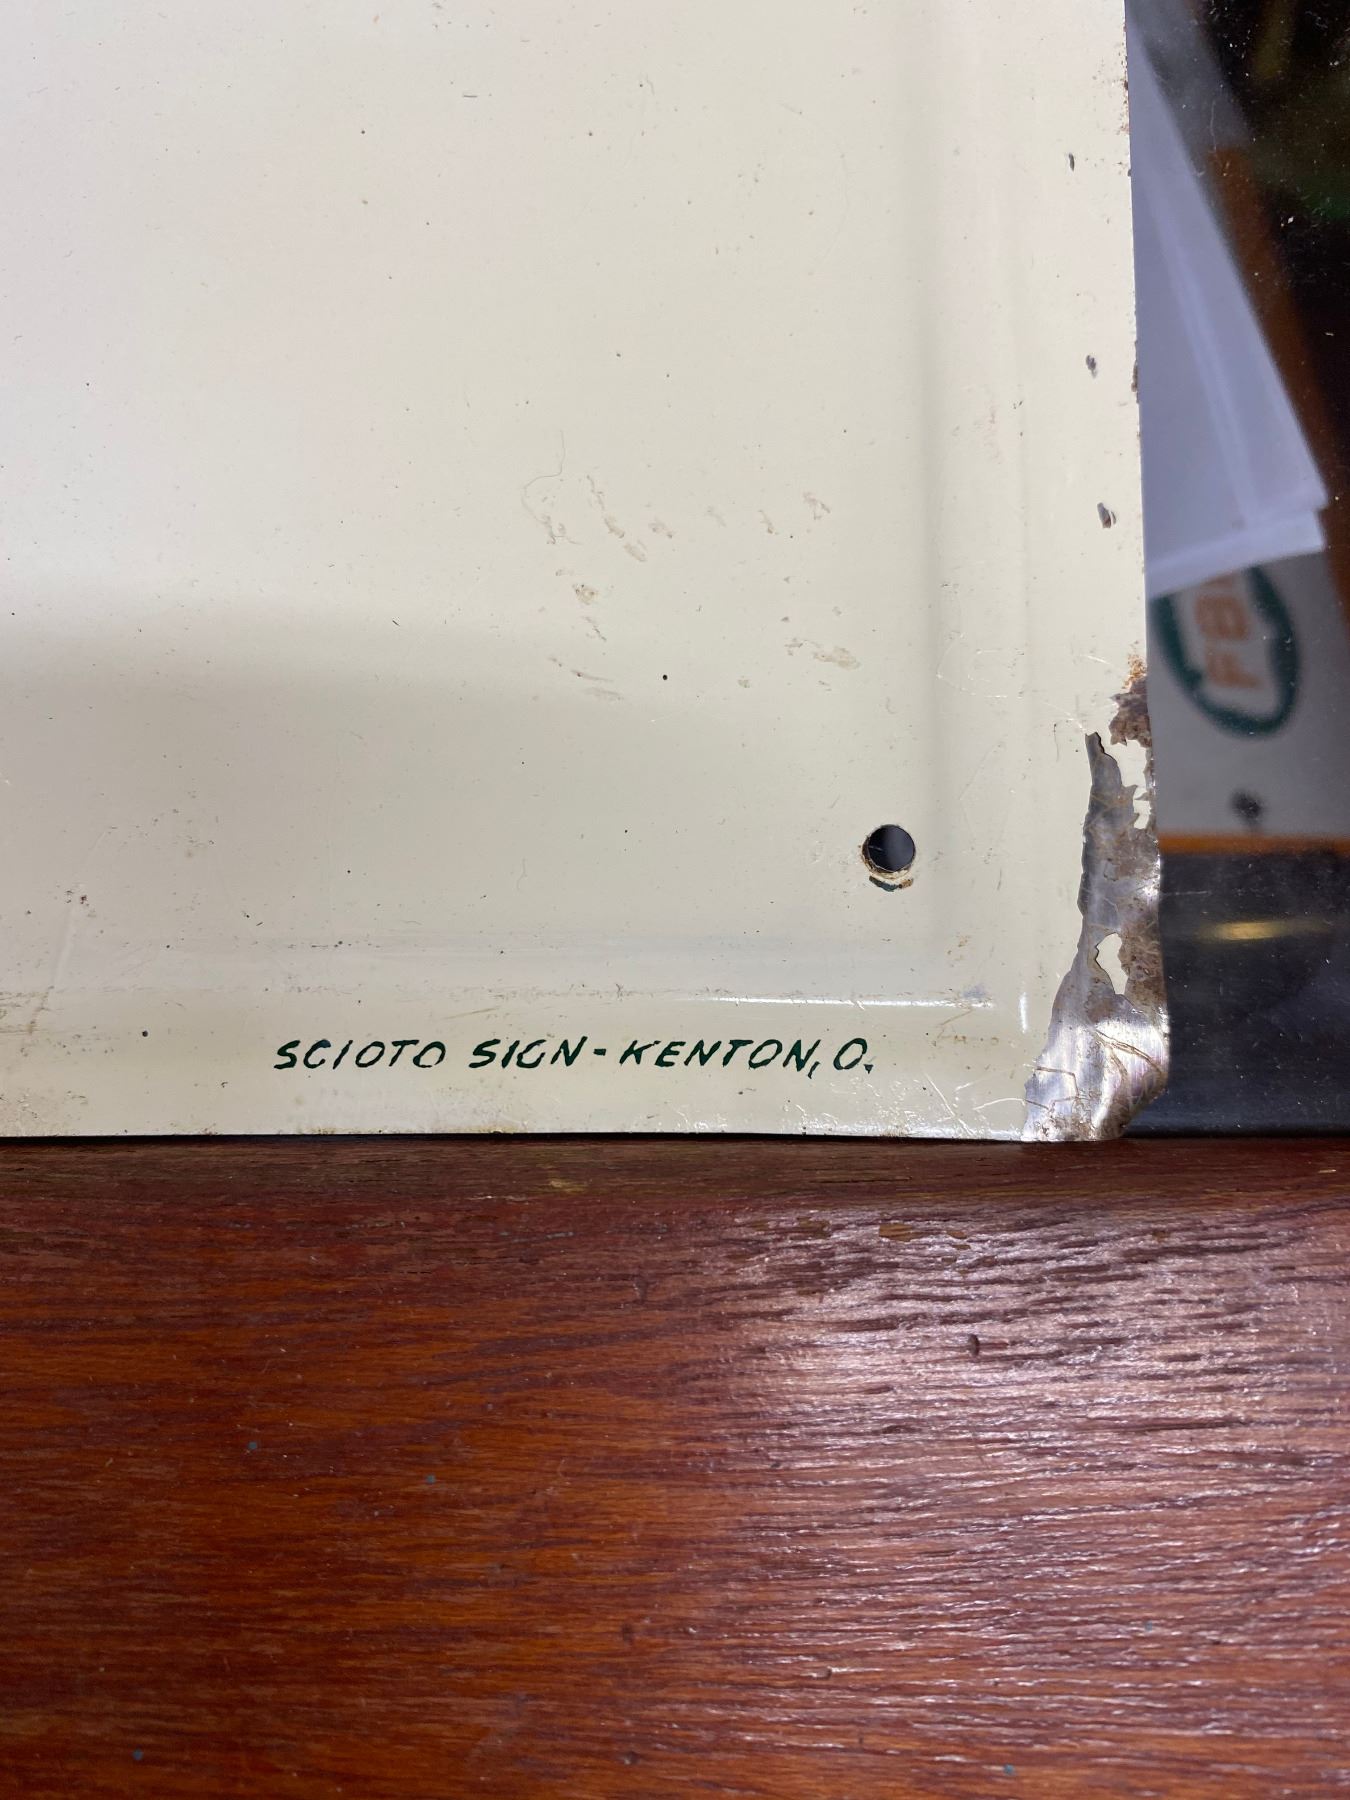 SCIOTO SIGN - KENTON, O.